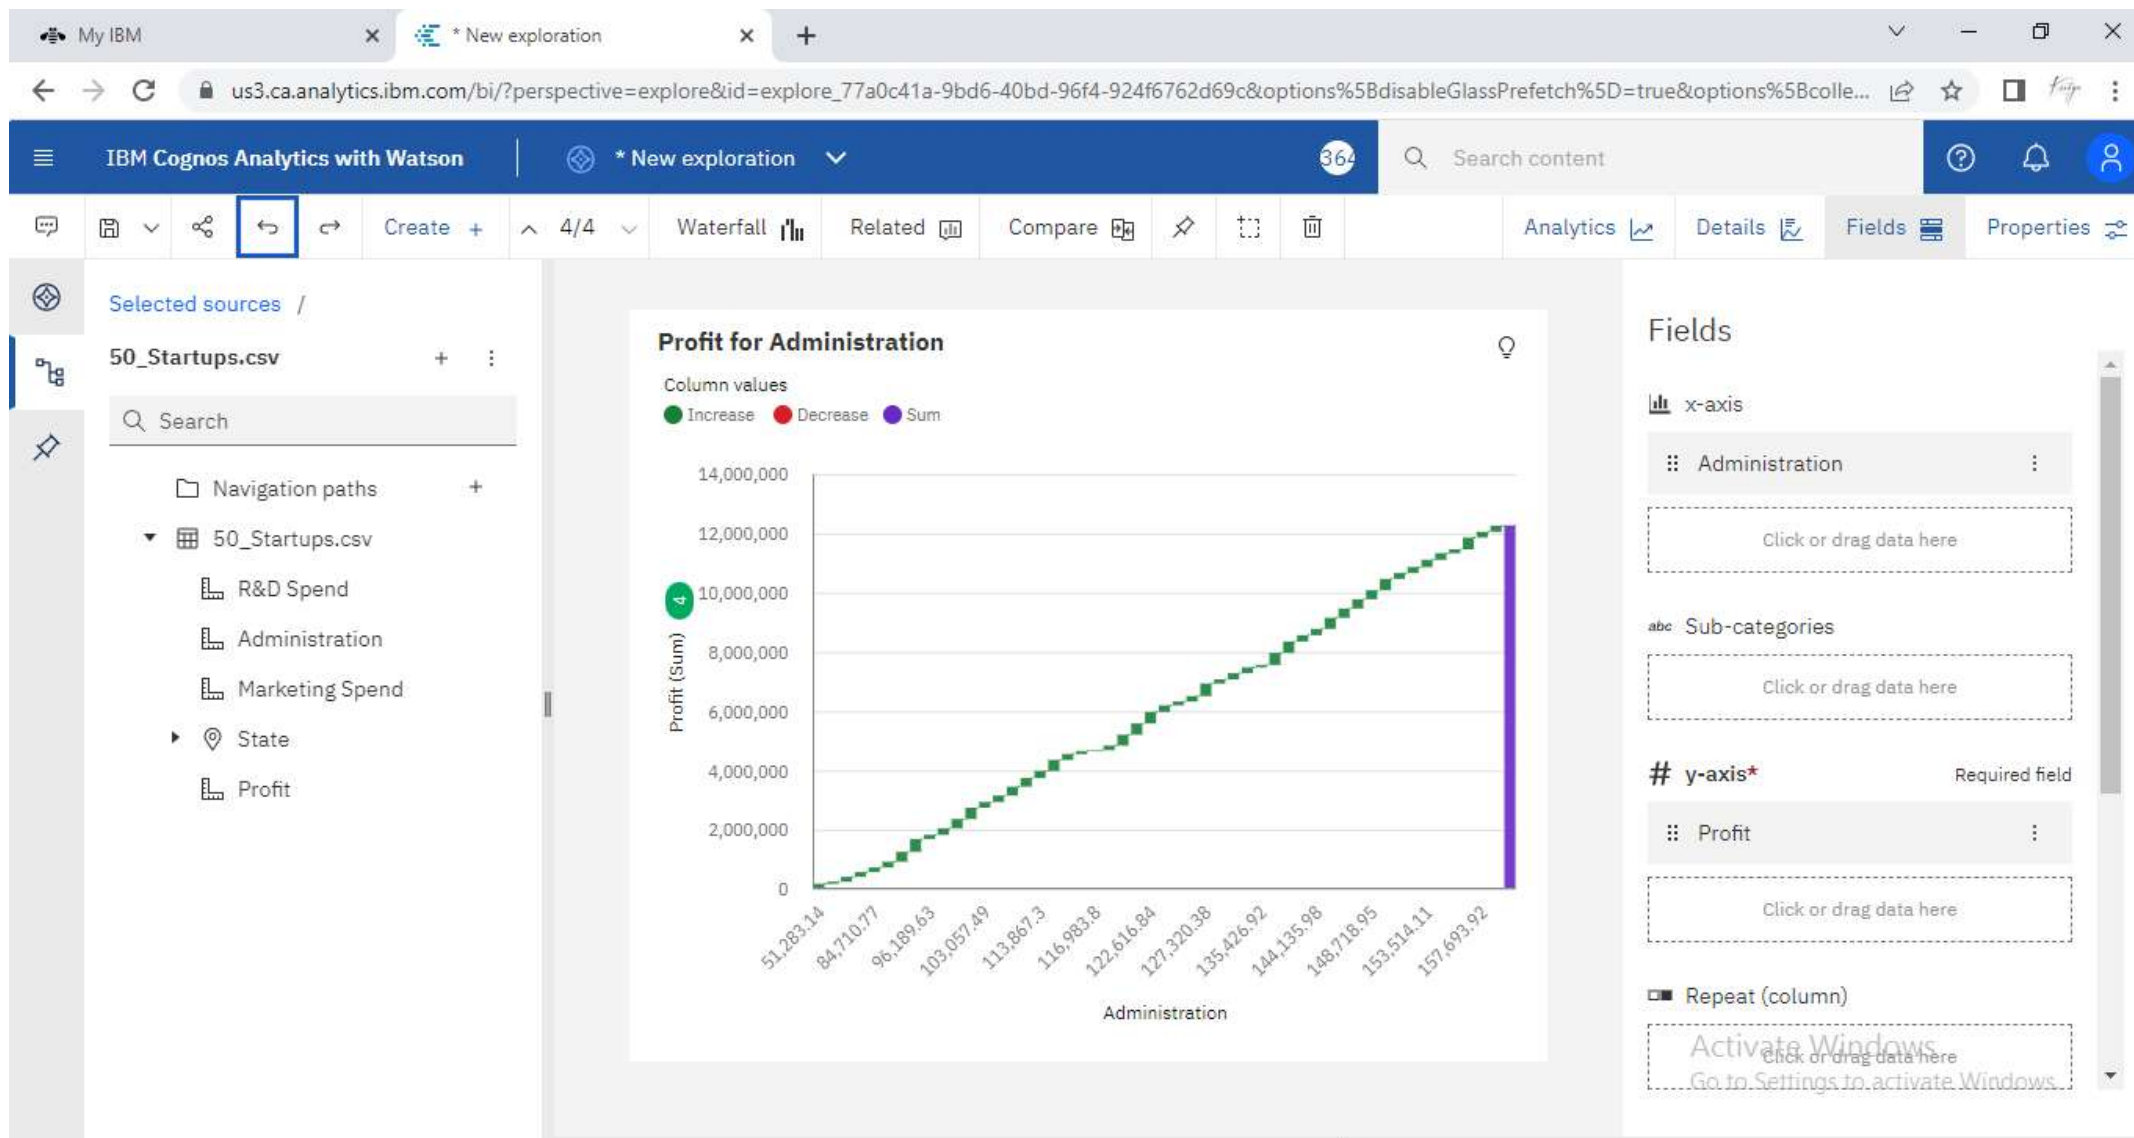 My IBM
* New exploration
us3.ca.analytics.ibm.com/bi/?perspective=explore&id=explore_77a0c41a-9bd6-40bd-96f4-924f6762d69c&options%5BdisableGlassPrefetch%5D=true&options%5Bcolle...
IBM Cognos Analytics with Watson
* New exploration
364
Search content
Create + 4/4 Waterfall Related Compare Analytics Details Fields Properties
Selected sources /
50_Startups.csv
Search
Navigation paths
50_Startups.csv
R&D Spend
Administration
Marketing Spend
State
Profit
Profit for Administration
Column values
Increase Decrease Sum
14,000,000
12,000,000
10,000,000
8,000,000
6,000,000
4,000,000
2,000,000
0
Profit (Sum)
4
51,283.14 84,710.77 96,189.63 103,057.49 113,867.3 116,983.8 122,616.84 127,320.38 135,426.92 144,135.98 148,718.95 153,514.11 157,693.92
Administration
Fields
x-axis
Administration
Click or drag data here
abc Sub-categories
Click or drag data here
# y-axis* Required field
Profit
Click or drag data here
Repeat (column)
Click or drag data here
Activate Windows
Go to Settings to activate Windows.